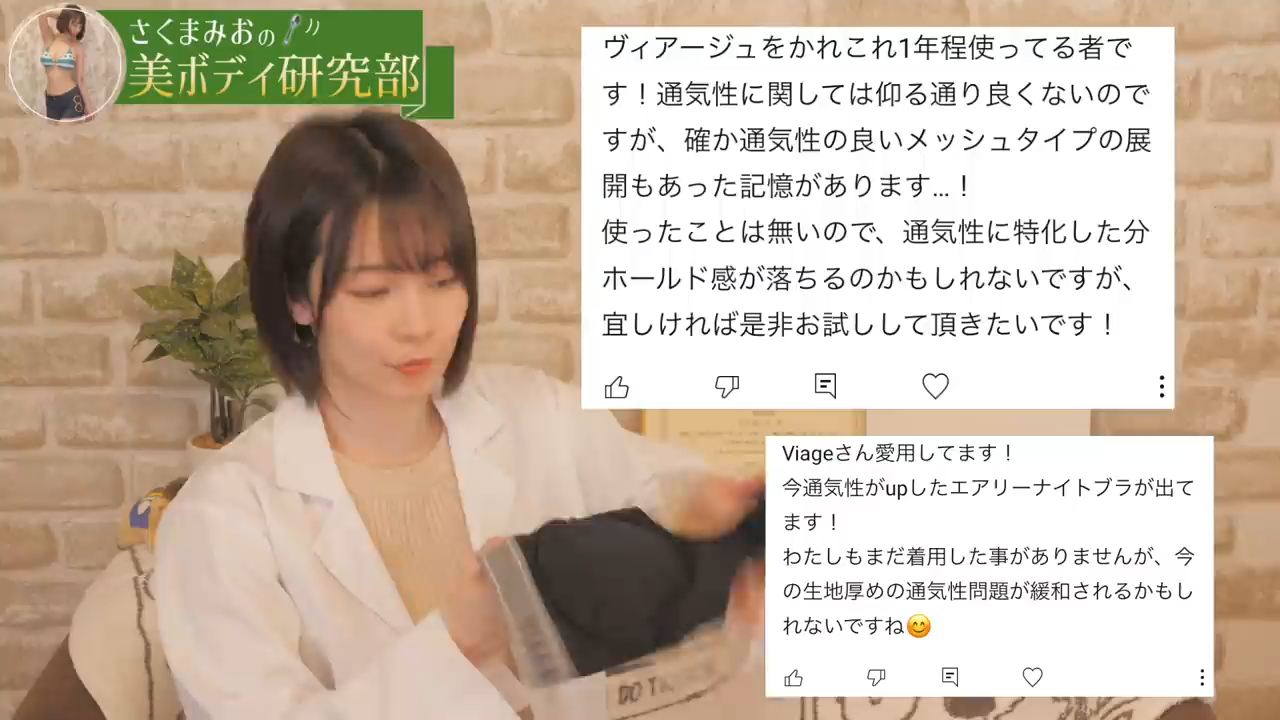 さくまみおの
美ボディ研究部
ヴィアージュをかれこれ1年程使ってる者で
す！通気性に関しては仰る通り良くないので
すが、確か通気性の良いメッシュタイプの展
開もあった記憶があります…！
使ったことは無いので、通気性に特化した分
ホールド感が落ちるのかもしれないですが、
宜しければ是非お試しして頂きたいです！
Viageさん愛用してます！
今通気性がupしたエアリーナイトブラが出て
ます！
わたしもまだ着用した事がありませんが、今
の生地厚めの通気性問題が緩和されるかもし
れないですね😊
DO